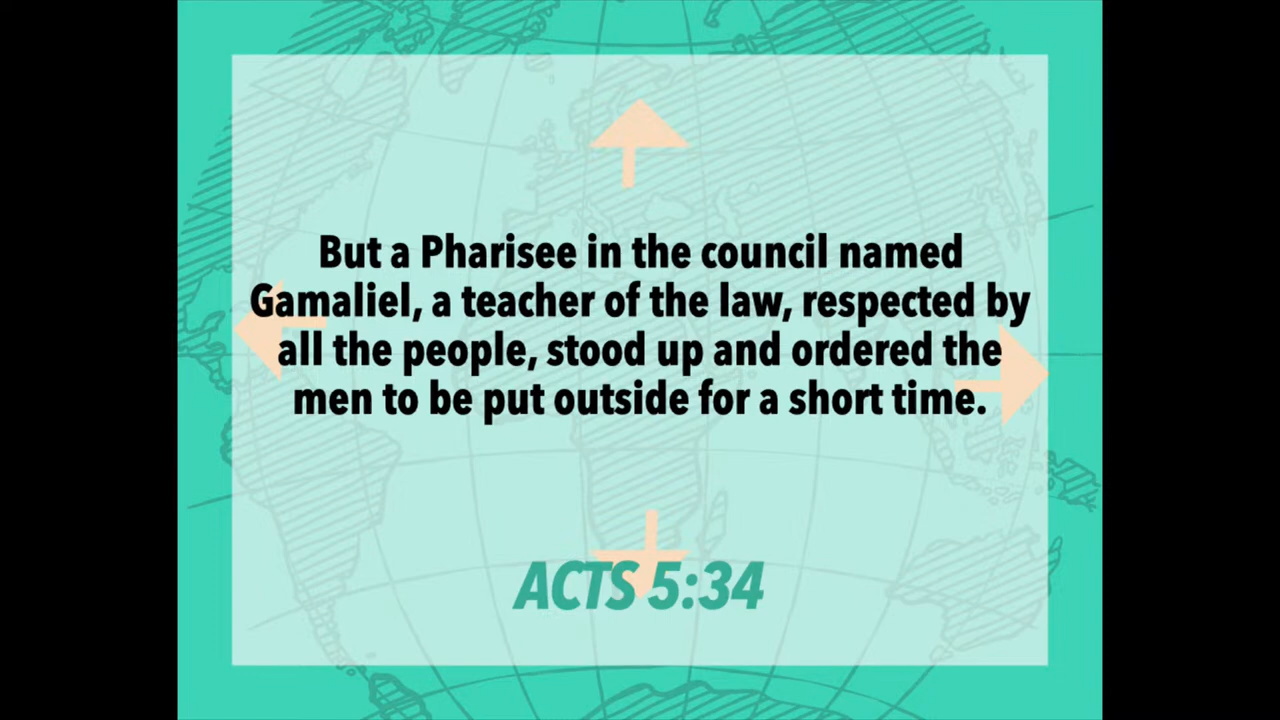 But a Pharisee in the council named
Gamaliel, a teacher of the law, respected by
all the people, stood up and ordered the
men to be put outside for a short time.
ACTS 5:34